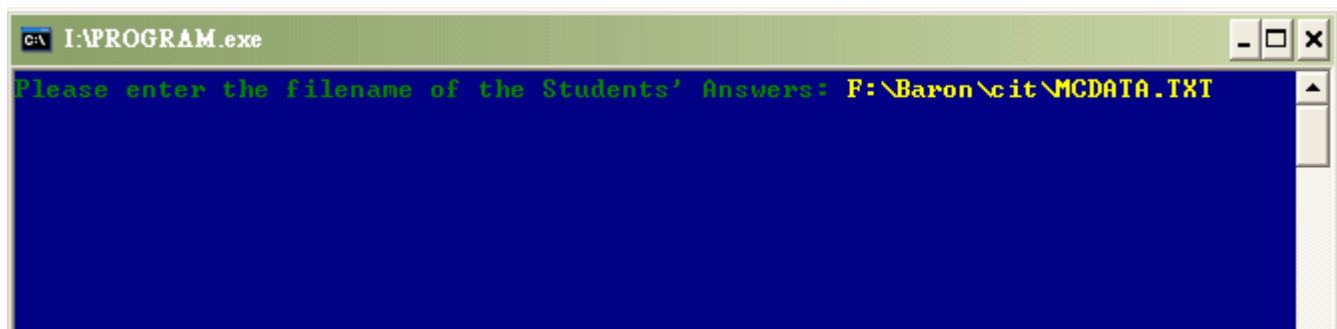 I:\PROGRAM.exe
Please enter the filename of the Students' Answers: F:\Baron\cit\MCDATA.TXT